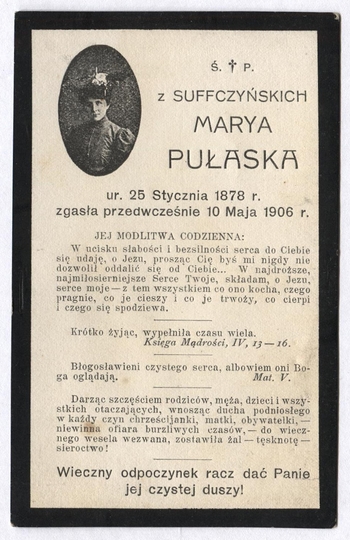 Ś. † P.
z SUFFCZYŃSKICH
MARYA
PUŁASKA
ur. 25 Stycznia 1878 r.
zgasła przedwcześnie 10 Maja 1906 r.
JEJ MODLITWA CODZIENNA:
W ucisku słabości i bezsilności serca do Ciebie
się udaję, o Jezu, prosząc Cię byś mi nigdy nie
dozwolił oddalić się od Ciebie... W najdroższe,
najmiłosierniejsze Serce Twoje, składam, o Jezu,
serce moje — z tem wszystkiem co ono kocha, czego
pragnie, co je cieszy i co je trwoży, co cierpi
i czego się spodziewa.
Krótko żyjąc, wypełniła czasu wiela.
Księga Mądrości, IV, 13—16.
Błogosławieni czystego serca, albowiem oni Bo-
ga oglądają. Mat. V.
Darząc szczęściem rodziców, męża, dzieci i wszy-
stkich otaczających, wnosząc ducha podniosłego
w każdy czyn chrześcijanki, matki, obywatelki, —
niewinna ofiara burzliwych czasów, — do wiecz-
nego wesela wezwana, zostawiła żal — tęsknotę —
sieroctwo!
Wieczny odpoczynek racz dać Panie
jej czystej duszy!